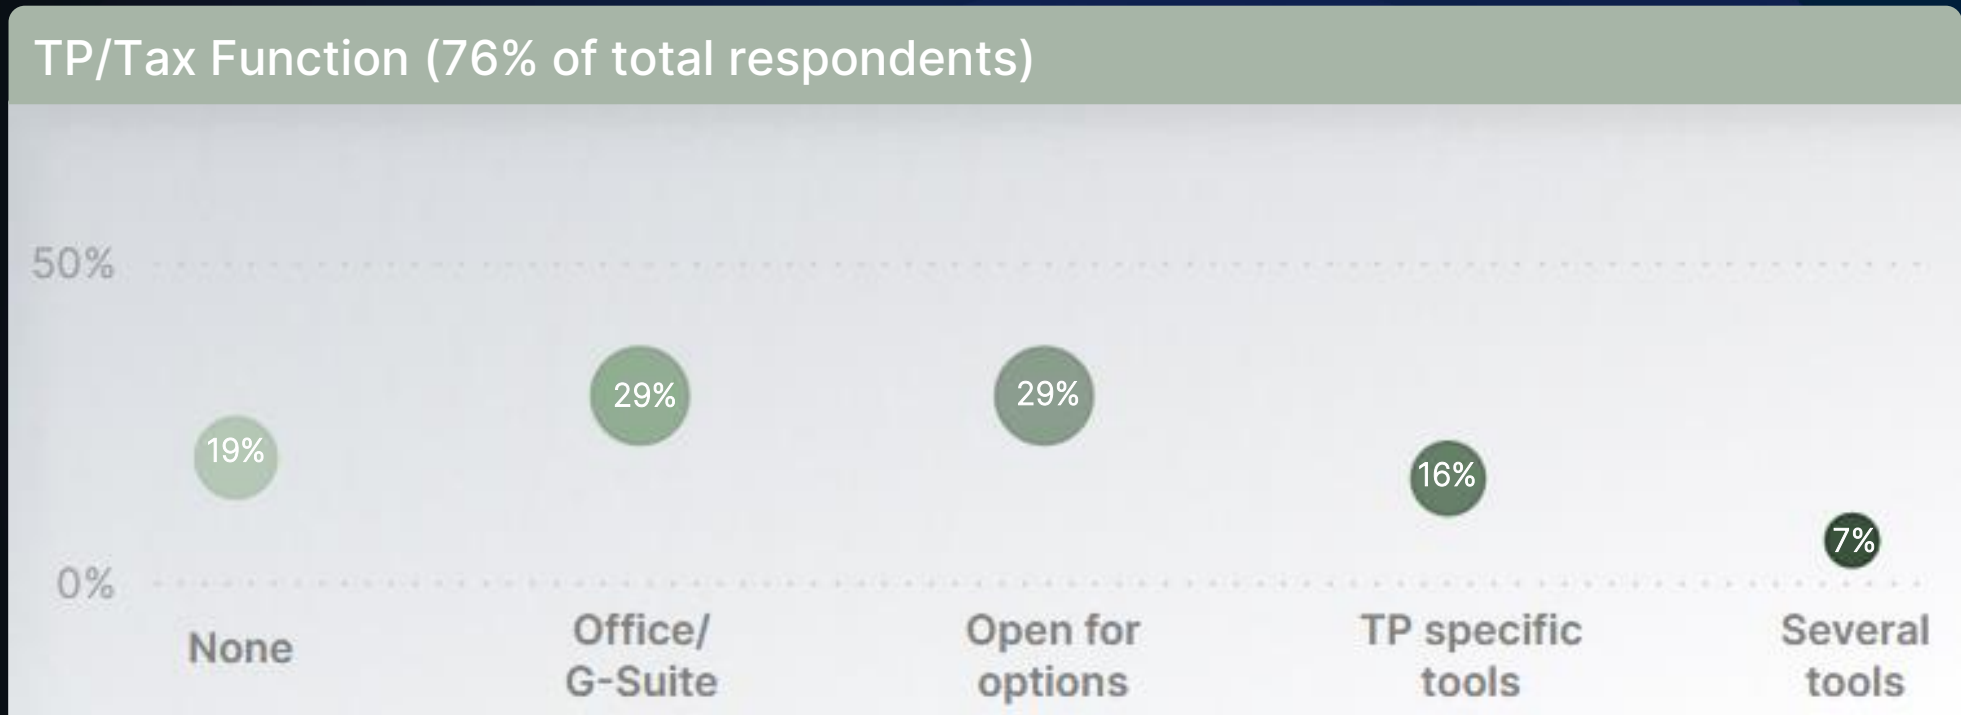 TP/Tax Function (76% of total respondents)
50%
29%
29%
19%
16%
7%
0%
None
Office/
G-Suite
Open for
options
TP specific
tools
Several
tools